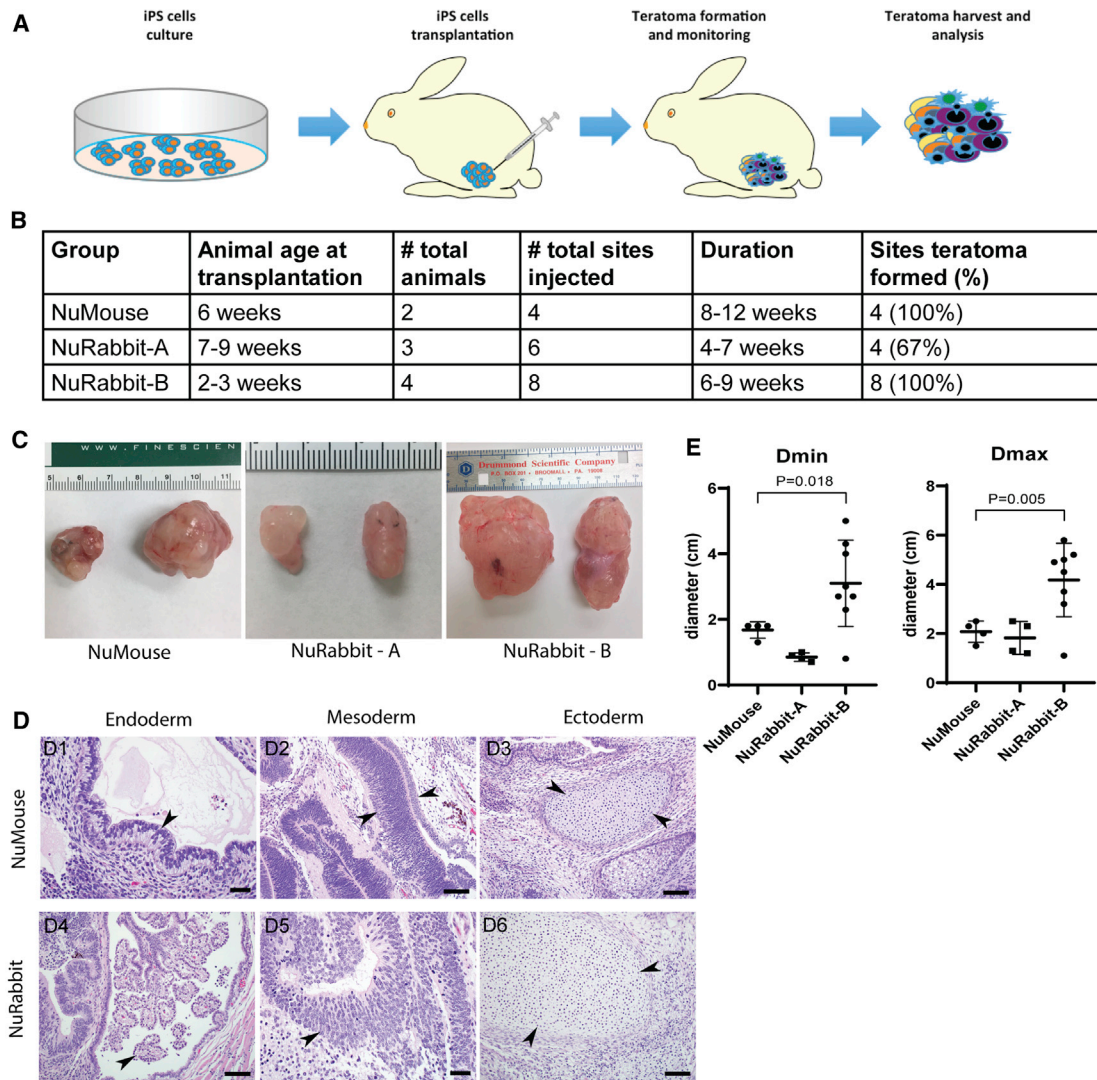 A
iPS cells
culture
iPS cells
transplantation
Teratoma formation
and monitoring
Teratoma harvest and
analysis
B
Group Animal age at transplantation # total animals # total sites injected Duration Sites teratoma formed (%)
NuMouse 6 weeks 2 4 8-12 weeks 4 (100%)
NuRabbit-A 7-9 weeks 3 6 4-7 weeks 4 (67%)
NuRabbit-B 2-3 weeks 4 8 6-9 weeks 8 (100%)
C
WWW.FINESCIEN
5 6 7 8 9 10 11
Drummond Scientific Company
NuMouse
NuRabbit - A
NuRabbit - B
E
Dmin
P=0.018
diameter (cm)
6
4
2
0
NuMouse
NuRabbit-A
NuRabbit-B
Dmax
P=0.005
diameter (cm)
8
6
4
2
0
NuMouse
NuRabbit-A
NuRabbit-B
D
Endoderm
Mesoderm
Ectoderm
NuMouse
D1
D2
D3
NuRabbit
D4
D5
D6